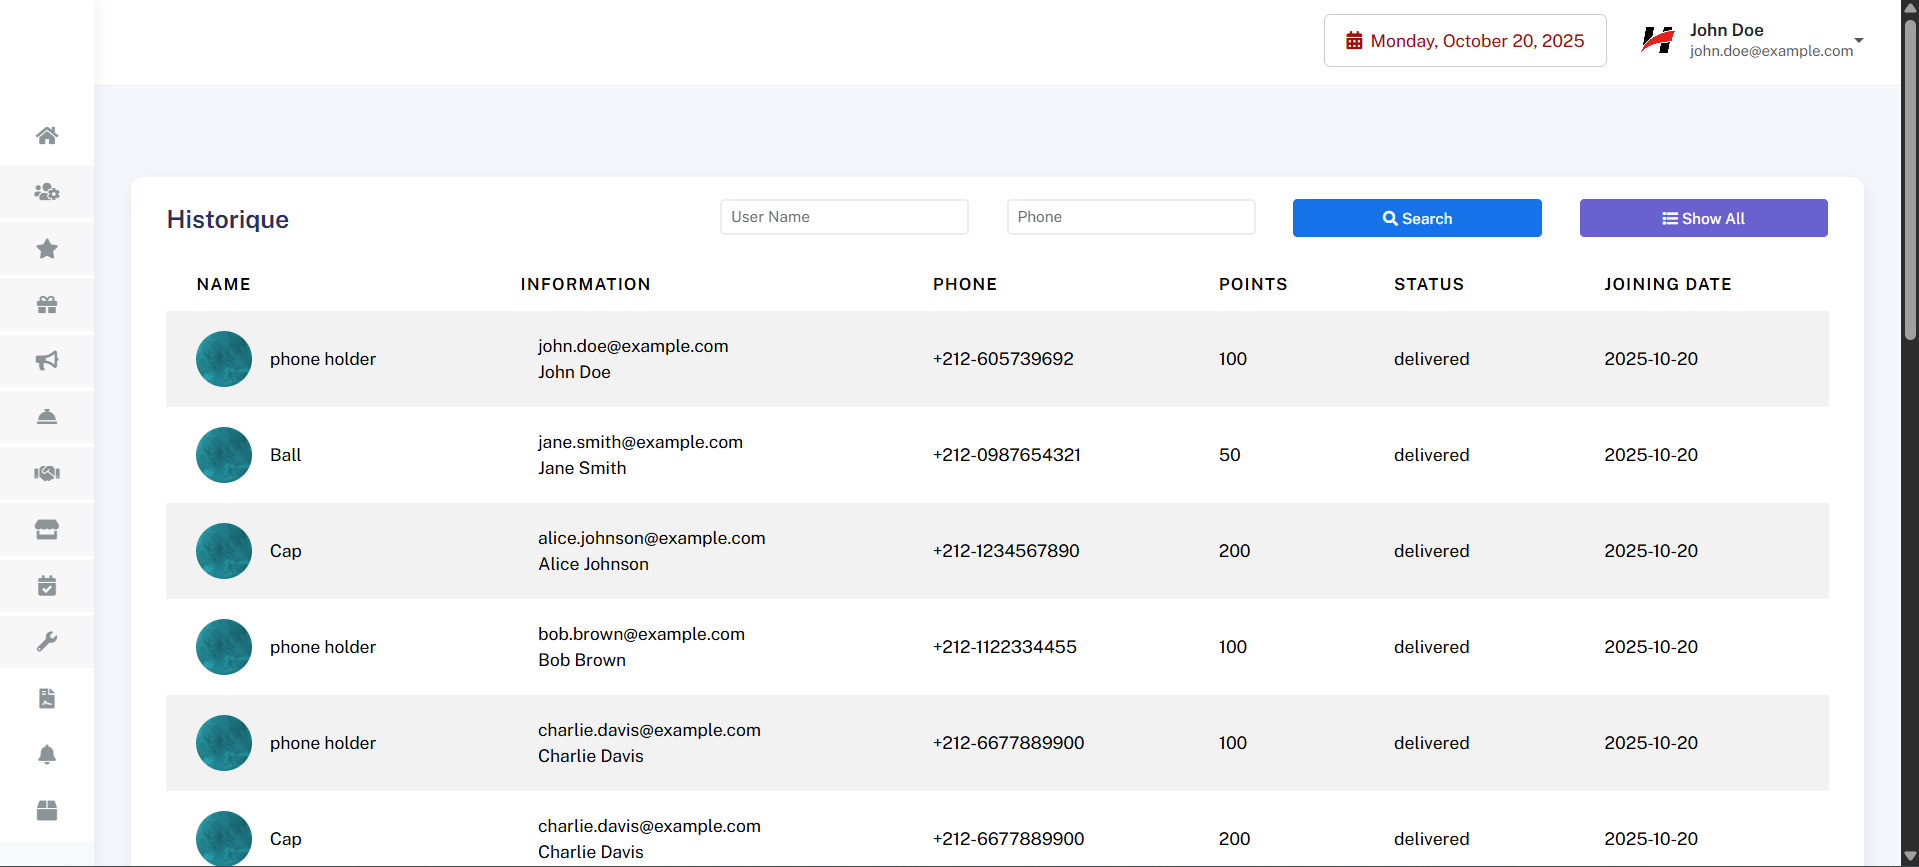 Monday, October 20, 2025
John Doe
john.doe@example.com
Historique
User Name
Phone
Search
Show All
NAME INFORMATION PHONE POINTS STATUS JOINING DATE
john.doe@example.com
phone holder +212-605739692 100 delivered 2025-10-20
John Doe
jane.smith@example.com
Ball +212-0987654321 50 delivered 2025-10-20
Jane Smith
alice.johnson@example.com
Cap +212-1234567890 200 delivered 2025-10-20
Alice Johnson
bob.brown@example.com
phone holder +212-1122334455 100 delivered 2025-10-20
Bob Brown
charlie.davis@example.com
phone holder +212-6677889900 100 delivered 2025-10-20
Charlie Davis
charlie.davis@example.com
Cap +212-6677889900 200 delivered 2025-10-20
Charlie Davis